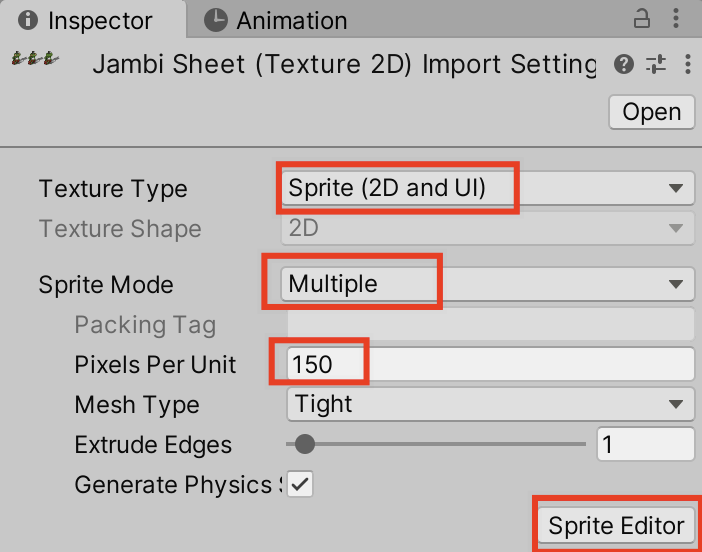 Inspector Animation
Jambi Sheet (Texture 2D) Import Setting
Open
Texture Type Sprite (2D and UI)
Texture Shape 2D
Sprite Mode Multiple
Packing Tag
Pixels Per Unit 150
Mesh Type Tight
Extrude Edges 1
Generate Physics S
Sprite Editor